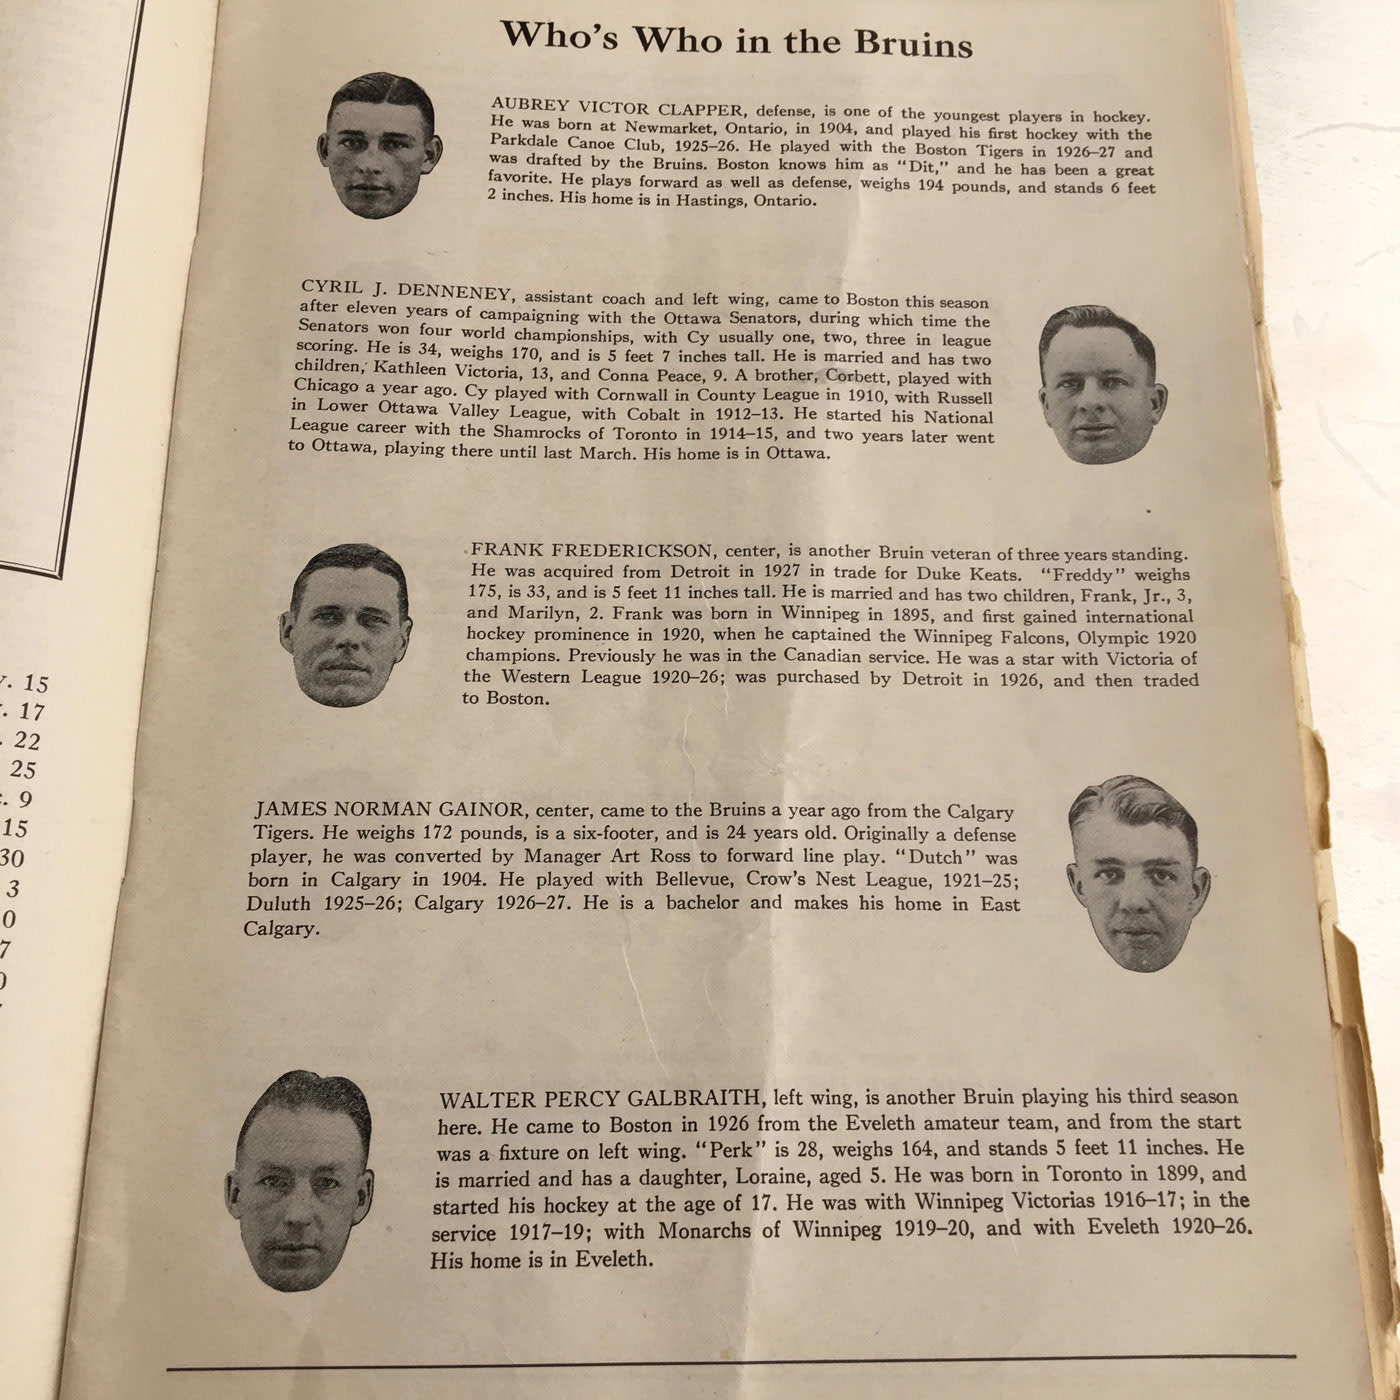 Who's Who in the Bruins
AUBREY VICTOR CLAPPER, defense, is one of the youngest players in hockey.
He was born at Newmarket, Ontario, in 1904, and played his first hockey with the
Parkdale Canoe Club, 1925–26. He played with the Boston Tigers in 1926–27 and
was drafted by the Bruins. Boston knows him as "Dit," and he has been a great
favorite. He plays forward as well as defense, weighs 194 pounds, and stands 6 feet
2 inches. His home is in Hastings, Ontario.
CYRIL J. DENNENEY, assistant coach and left wing, came to Boston this season
after eleven years of campaigning with the Ottawa Senators, during which time the
Senators won four world championships, with Cy usually one, two, three in league
scoring. He is 34, weighs 170, and is 5 feet 7 inches tall. He is married and has two
children, Kathleen Victoria, 13, and Conna Peace, 9. A brother, Corbett, played with
Chicago a year ago. Cy played with Cornwall in County League in 1910, with Russell
in Lower Ottawa Valley League, with Cobalt in 1912–13. He started his National
League career with the Shamrocks of Toronto in 1914–15, and two years later went
to Ottawa, playing there until last March. His home is in Ottawa.
FRANK FREDERICKSON, center, is another Bruin veteran of three years standing.
He was acquired from Detroit in 1927 in trade for Duke Keats. "Freddy" weighs
175, is 33, and is 5 feet 11 inches tall. He is married and has two children, Frank, Jr., 3,
and Marilyn, 2. Frank was born in Winnipeg in 1895, and first gained international
hockey prominence in 1920, when he captained the Winnipeg Falcons, Olympic 1920
champions. Previously he was in the Canadian service. He was a star with Victoria of
the Western League 1920–26; was purchased by Detroit in 1926, and then traded
to Boston.
JAMES NORMAN GAINOR, center, came to the Bruins a year ago from the Calgary
Tigers. He weighs 172 pounds, is a six-footer, and is 24 years old. Originally a defense
player, he was converted by Manager Art Ross to forward line play. "Dutch" was
born in Calgary in 1904. He played with Bellevue, Crow's Nest League, 1921–25;
Duluth 1925–26; Calgary 1926–27. He is a bachelor and makes his home in East
Calgary.
WALTER PERCY GALBRAITH, left wing, is another Bruin playing his third season
here. He came to Boston in 1926 from the Eveleth amateur team, and from the start
was a fixture on left wing. "Perk" is 28, weighs 164, and stands 5 feet 11 inches. He
is married and has a daughter, Loraine, aged 5. He was born in Toronto in 1899, and
started his hockey at the age of 17. He was with Winnipeg Victorias 1916–17; in the
service 1917–19; with Monarchs of Winnipeg 1919–20, and with Eveleth 1920–26.
His home is in Eveleth.
15
17
22
25
9
15
30
3
0
7